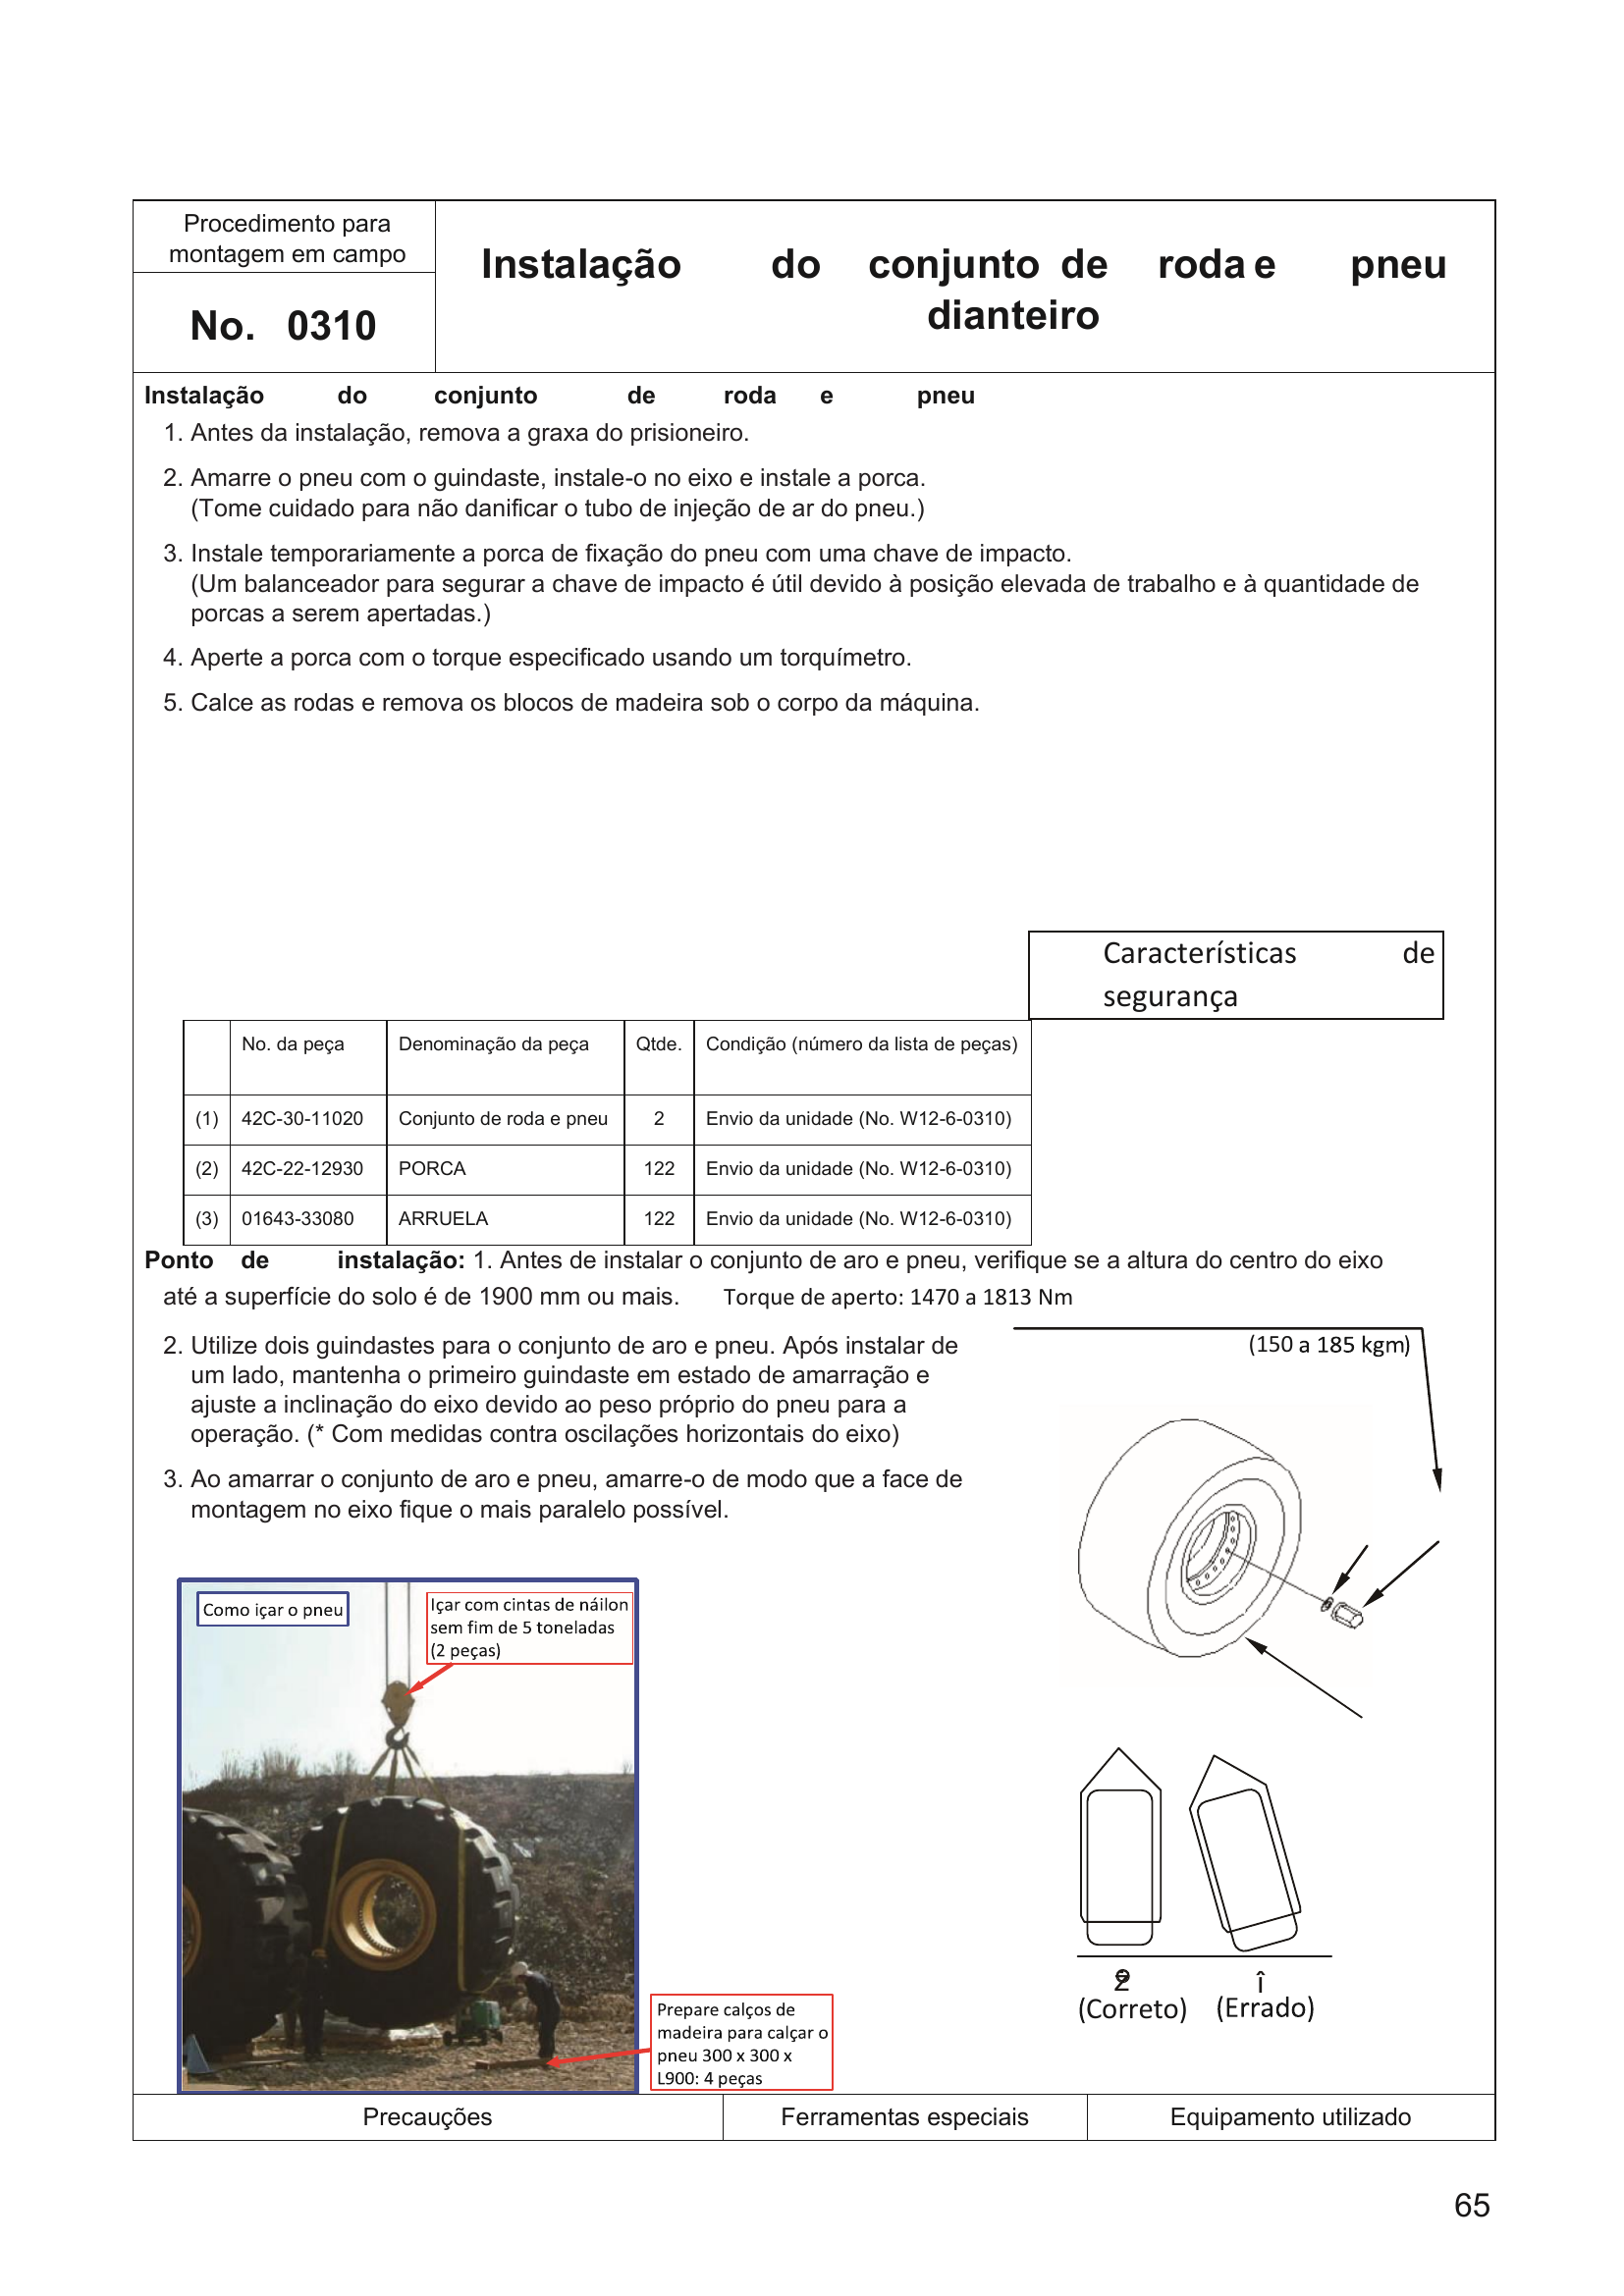 Procedimento para
montagem em campo
No. 0310
Instalação do conjunto de roda e pneu
dianteiro
Instalação do conjunto de roda e pneu
1. Antes da instalação, remova a graxa do prisioneiro.
2. Amarre o pneu com o guindaste, instale-o no eixo e instale a porca.
(Tome cuidado para não danificar o tubo de injeção de ar do pneu.)
3. Instale temporariamente a porca de fixação do pneu com uma chave de impacto.
(Um balanceador para segurar a chave de impacto é útil devido à posição elevada de trabalho e à quantidade de
porcas a serem apertadas.)
4. Aperte a porca com o torque especificado usando um torquímetro.
5. Calce as rodas e remova os blocos de madeira sob o corpo da máquina.
Características de
segurança
No. da peça Denominação da peça Qtde. Condição (número da lista de peças)
(1) 42C-30-11020 Conjunto de roda e pneu 2 Envio da unidade (No. W12-6-0310)
(2) 42C-22-12930 PORCA 122 Envio da unidade (No. W12-6-0310)
(3) 01643-33080 ARRUELA 122 Envio da unidade (No. W12-6-0310)
Ponto de instalação: 1. Antes de instalar o conjunto de aro e pneu, verifique se a altura do centro do eixo
até a superfície do solo é de 1900 mm ou mais. Torque de aperto: 1470 a 1813 Nm
(150 a 185 kgm)
2. Utilize dois guindastes para o conjunto de aro e pneu. Após instalar de
um lado, mantenha o primeiro guindaste em estado de amarração e
ajuste a inclinação do eixo devido ao peso próprio do pneu para a
operação. (* Com medidas contra oscilações horizontais do eixo)
3. Ao amarrar o conjunto de aro e pneu, amarre-o de modo que a face de
montagem no eixo fique o mais paralelo possível.
Como içar o pneu
Içar com cintas de náilon
sem fim de 5 toneladas
(2 peças)
Prepare calços de
madeira para calçar o
pneu 300 x 300 x
L900: 4 peças
î
(Correto) (Errado)
Precauções Ferramentas especiais Equipamento utilizado
65